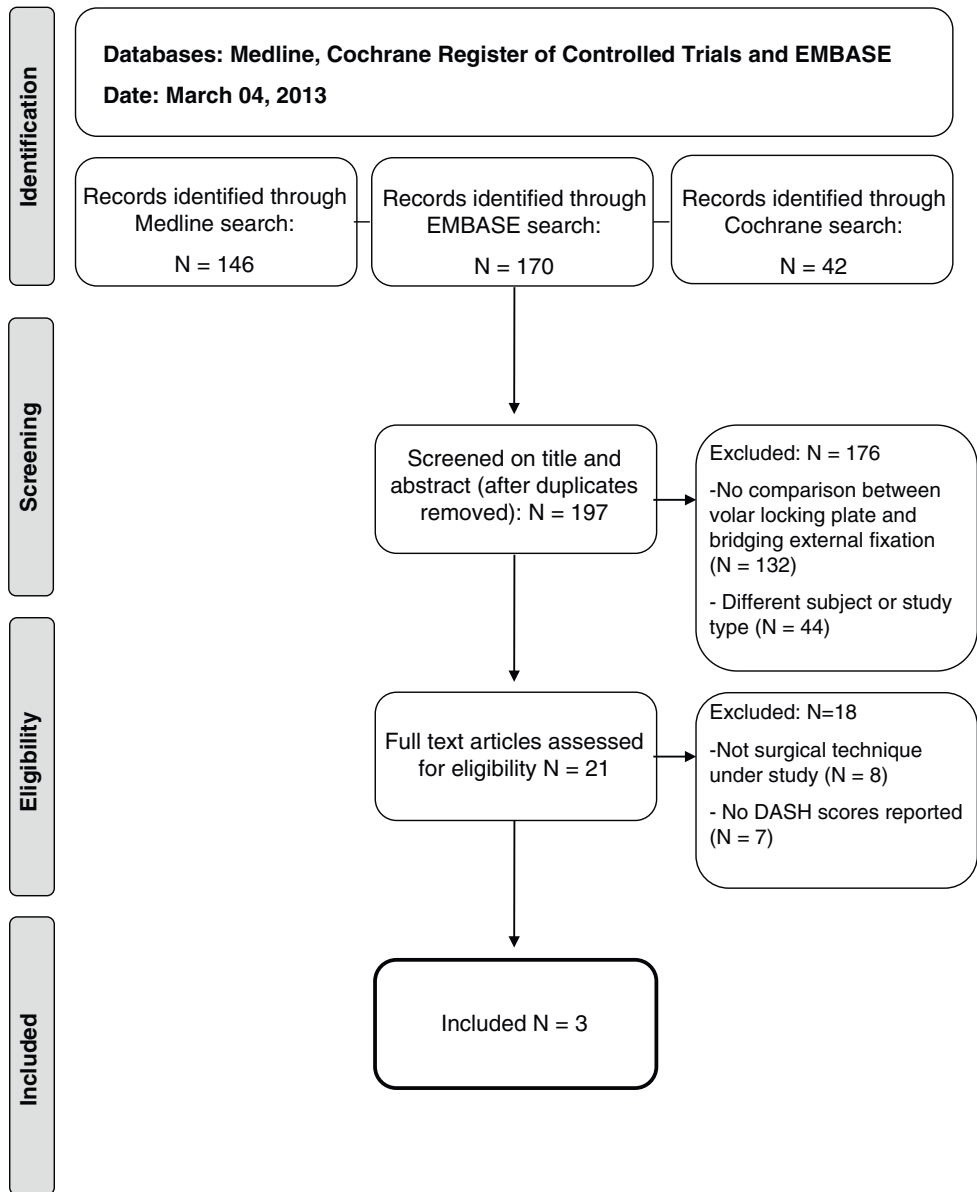 Identification
Databases: Medline, Cochrane Register of Controlled Trials and EMBASE
Date: March 04, 2013
Records identified through
Medline search:
N = 146
Records identified through
EMBASE search:
N = 170
Records identified through
Cochrane search:
N = 42
Screening
Screened on title and
abstract (after duplicates
removed): N = 197
Excluded: N = 176
-No comparison between
volar locking plate and
bridging external fixation
(N = 132)
- Different subject or study
type (N = 44)
Eligibility
Full text articles assessed
for eligibility N = 21
Excluded: N=18
-Not surgical technique
under study (N = 8)
- No DASH scores reported
(N = 7)
Included
Included N = 3